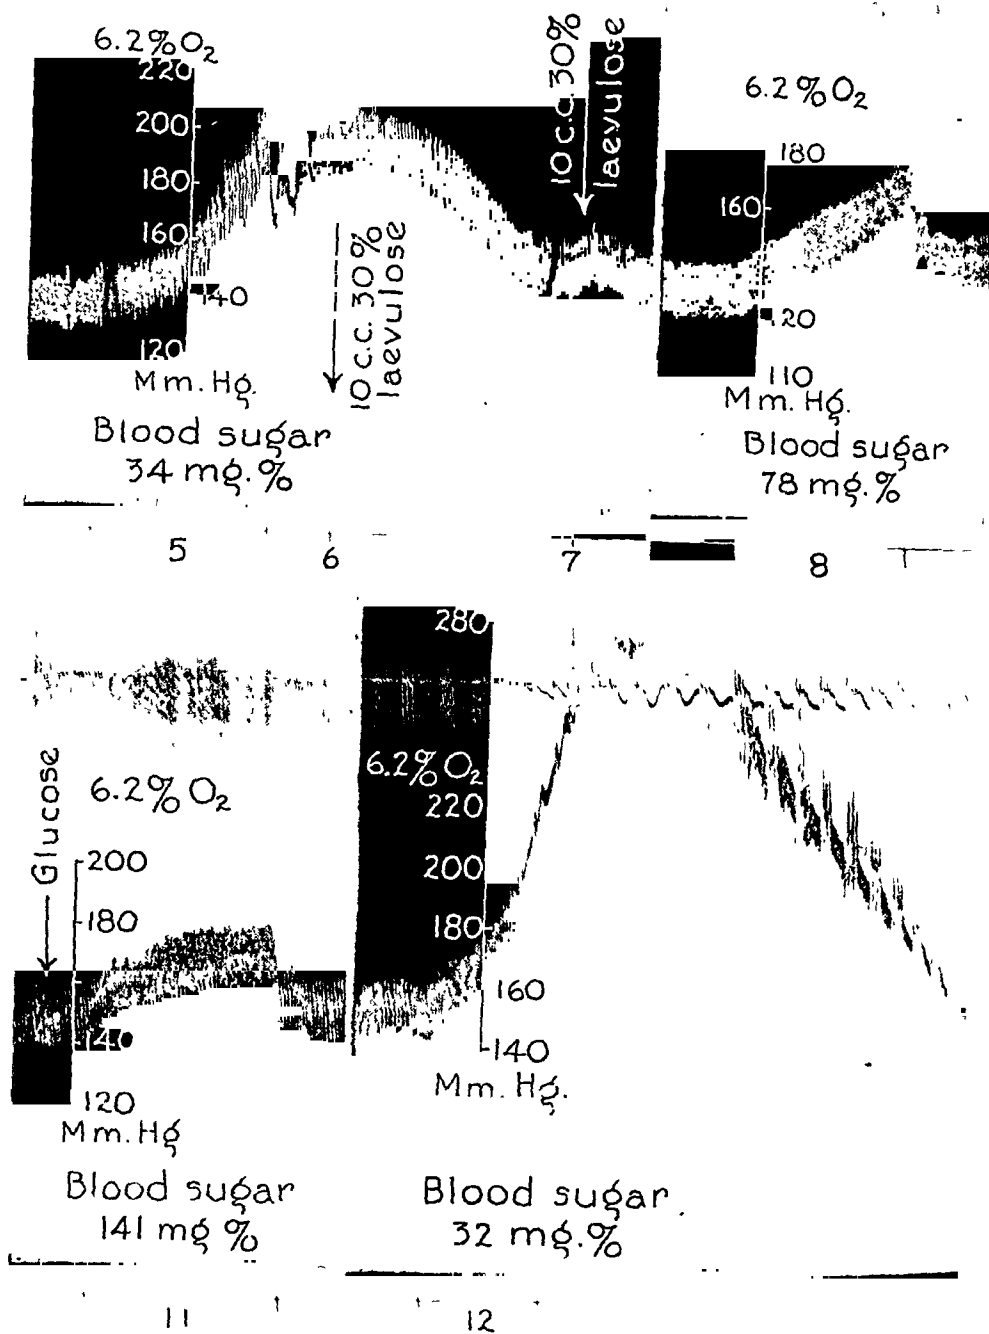 6.2% O2
220
200
180
160
140
120
Mm. Hg.
Blood sugar
34 mg.%
10 c.c. 30%
laevulose
10 c.c. 30%
laevulose
6.2% O2
180
160
120
110
Mm. Hg.
Blood sugar
78 mg.%
5
6
7
8
Glucose
6.2% O2
200
180
140
120
Mm. Hg
Blood sugar
141 mg %
280
6.2% O2
220
200
180
160
140
Mm. Hg.
Blood sugar
32 mg.%
11
12